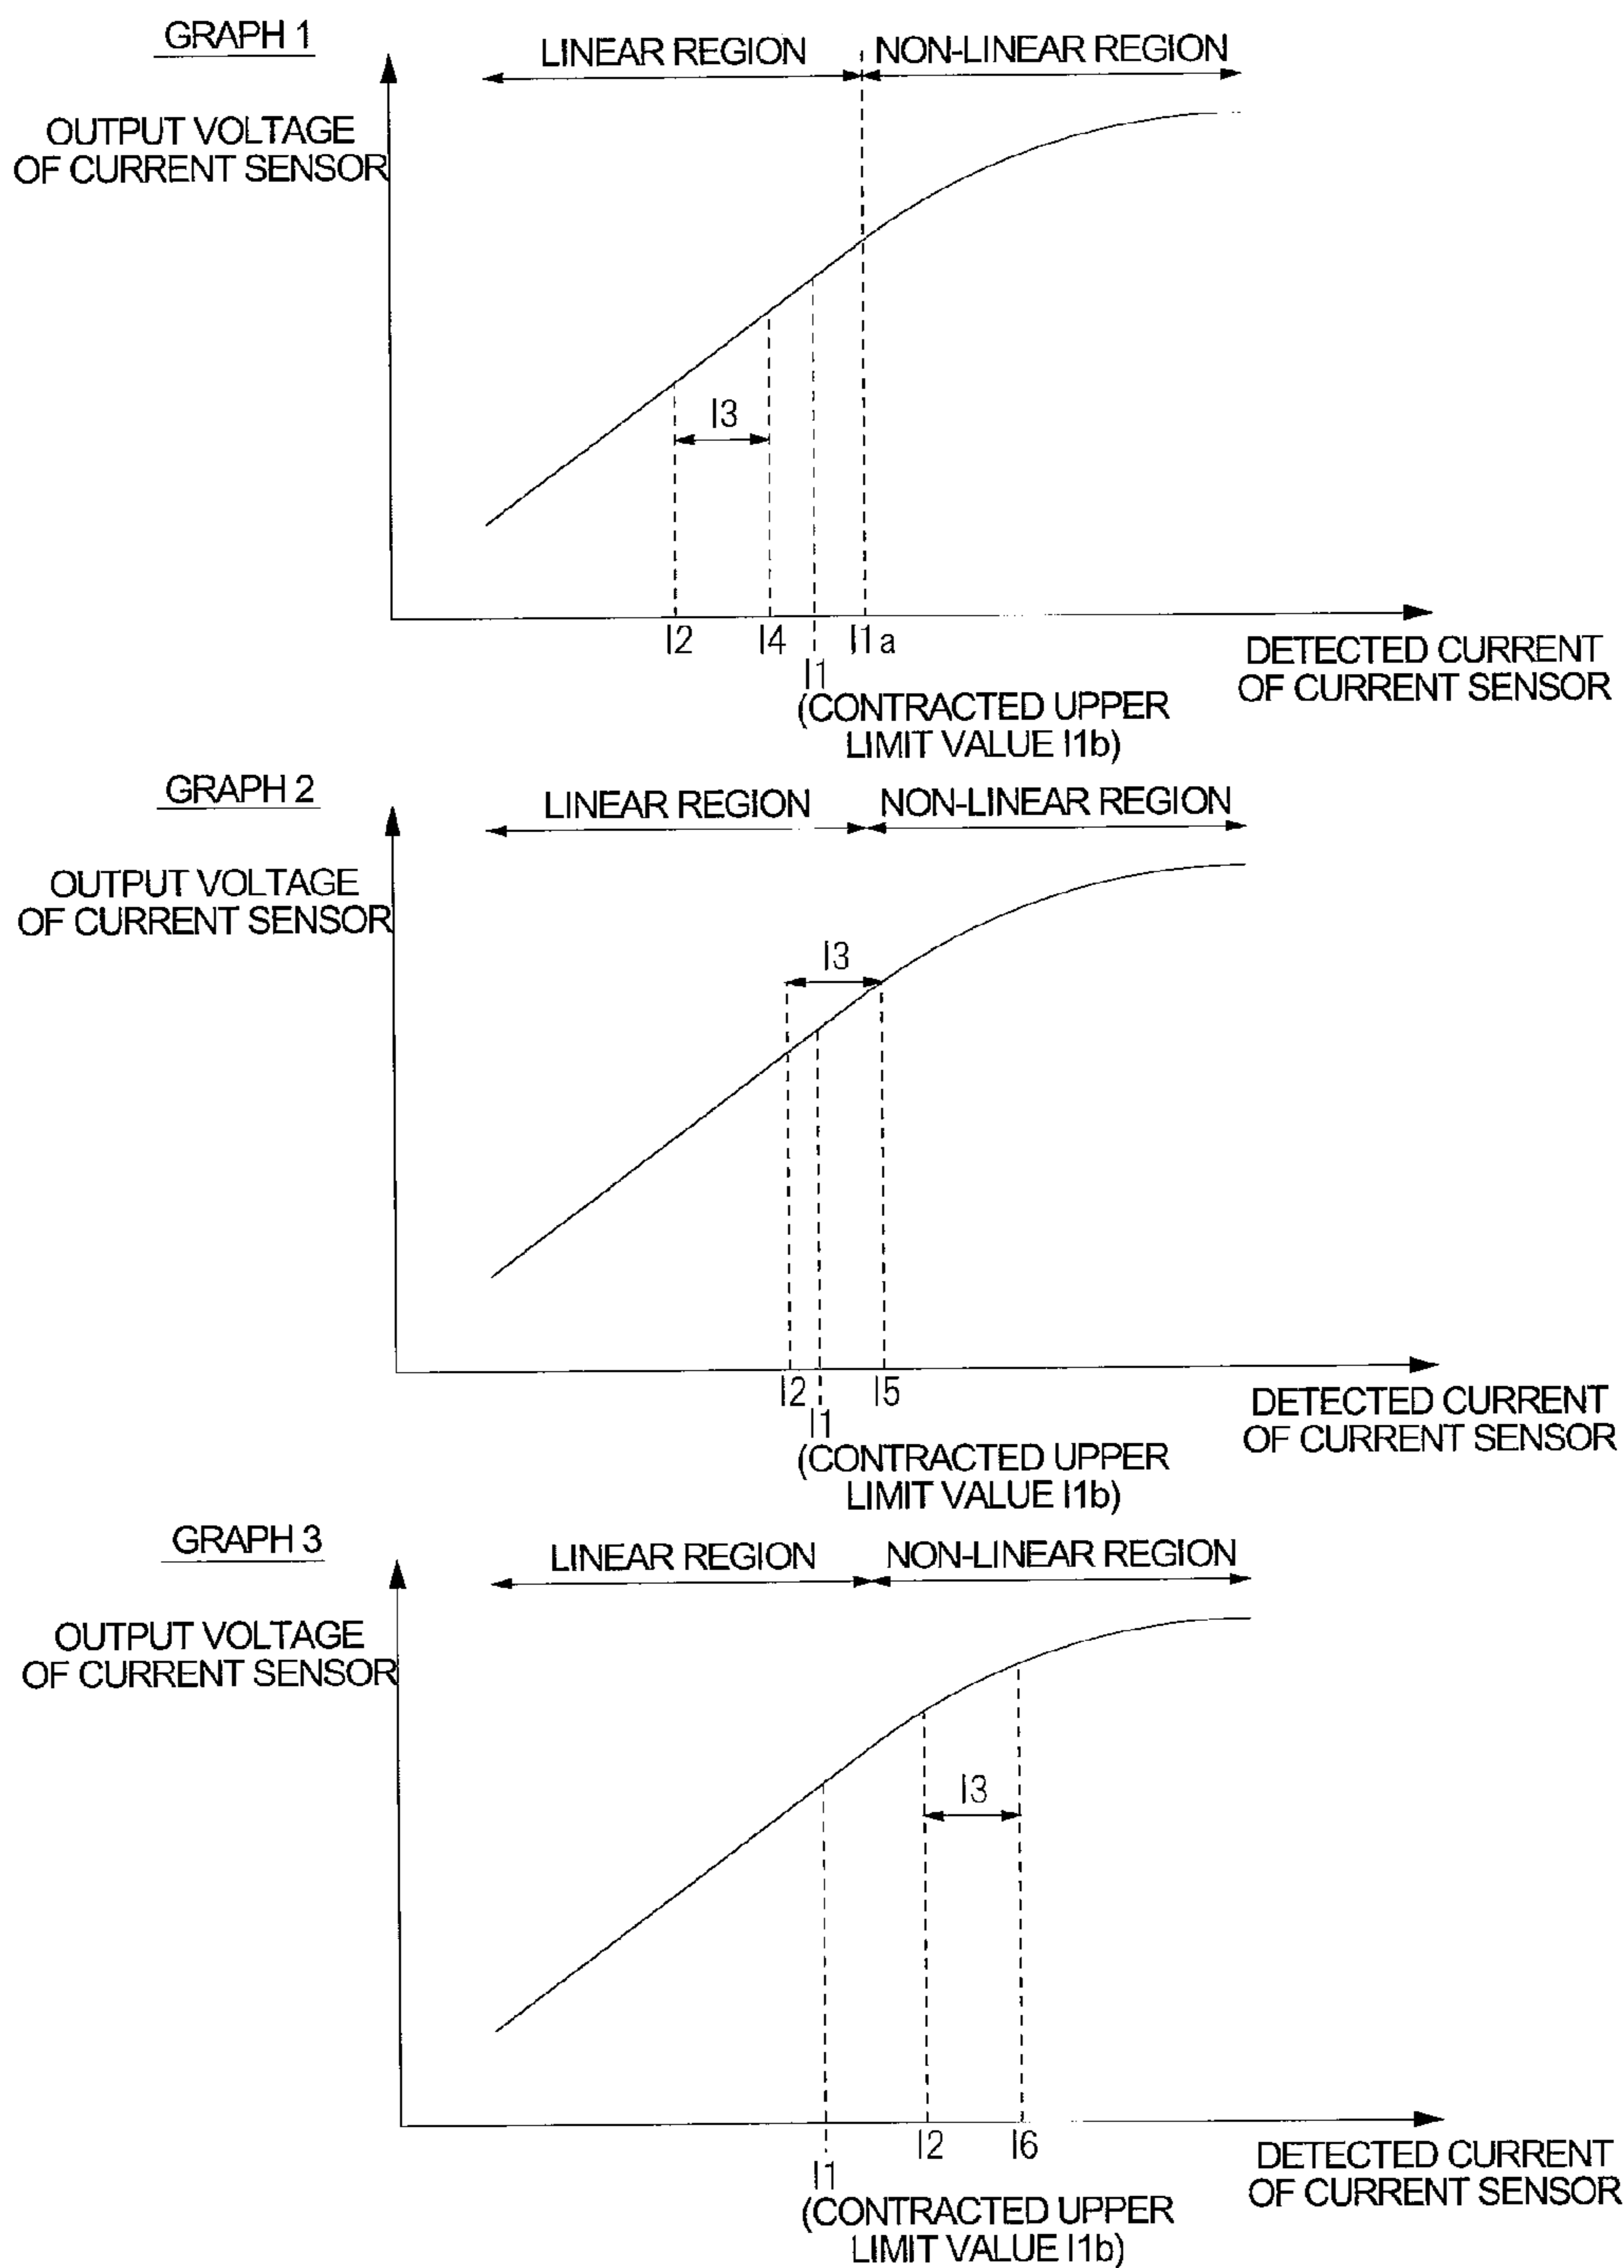 GRAPH 1
LINEAR REGION
NON-LINEAR REGION
OUTPUT VOLTAGE
OF CURRENT SENSOR
I3
I2
I4
I1a
I1
(CONTRACTED UPPER
LIMIT VALUE I1b)
DETECTED CURRENT
OF CURRENT SENSOR
GRAPH 2
LINEAR REGION
NON-LINEAR REGION
OUTPUT VOLTAGE
OF CURRENT SENSOR
I3
I2
I5
I1
(CONTRACTED UPPER
LIMIT VALUE I1b)
DETECTED CURRENT
OF CURRENT SENSOR
GRAPH 3
LINEAR REGION
NON-LINEAR REGION
OUTPUT VOLTAGE
OF CURRENT SENSOR
I3
I2
I6
I1
(CONTRACTED UPPER
LIMIT VALUE I1b)
DETECTED CURRENT
OF CURRENT SENSOR